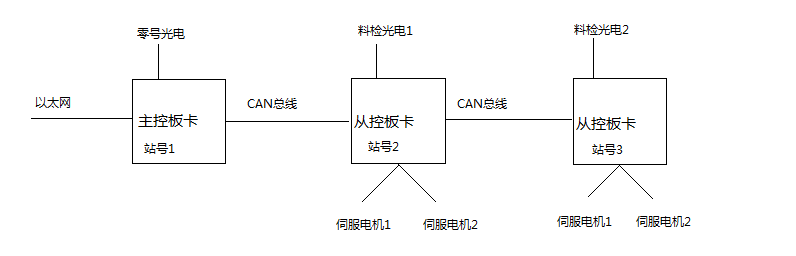 零号光电
料检光电1
料检光电2
以太网
CAN总线
CAN总线
主控板卡
站号1
从控板卡
站号2
从控板卡
站号3
伺服电机1
伺服电机2
伺服电机1
伺服电机2